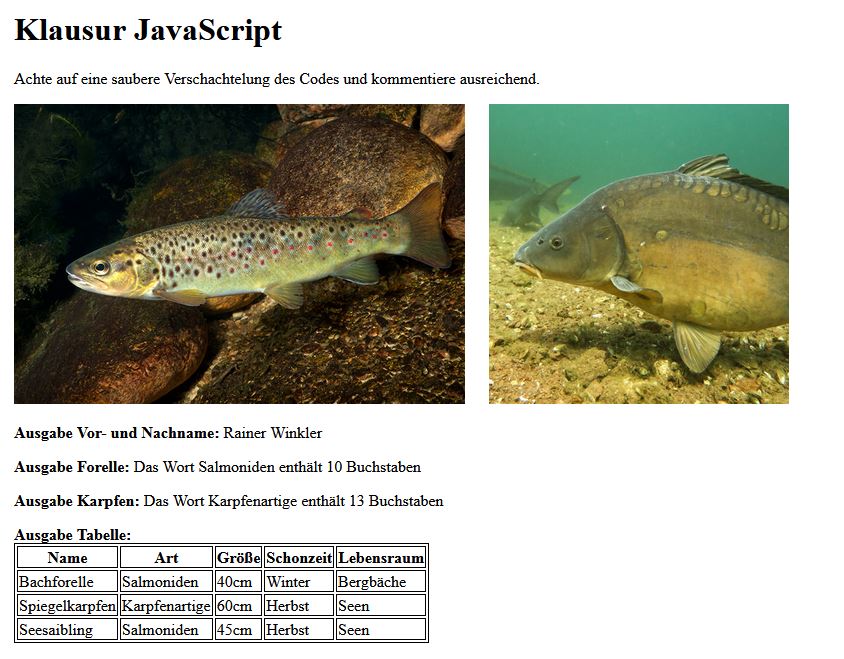 Klausur JavaScript
Achte auf eine saubere Verschachtelung des Codes und kommentiere ausreichend.
Ausgabe Vor- und Nachname: Rainer Winkler
Ausgabe Forelle: Das Wort Salmoniden enthält 10 Buchstaben
Ausgabe Karpfen: Das Wort Karpfenartige enthält 13 Buchstaben
Ausgabe Tabelle:
Name Art Größe Schonzeit Lebensraum
Bachforelle Salmoniden 40cm Winter Bergbäche
Spiegelkarpfen Karpfenartige 60cm Herbst Seen
Seesaibling Salmoniden 45cm Herbst Seen